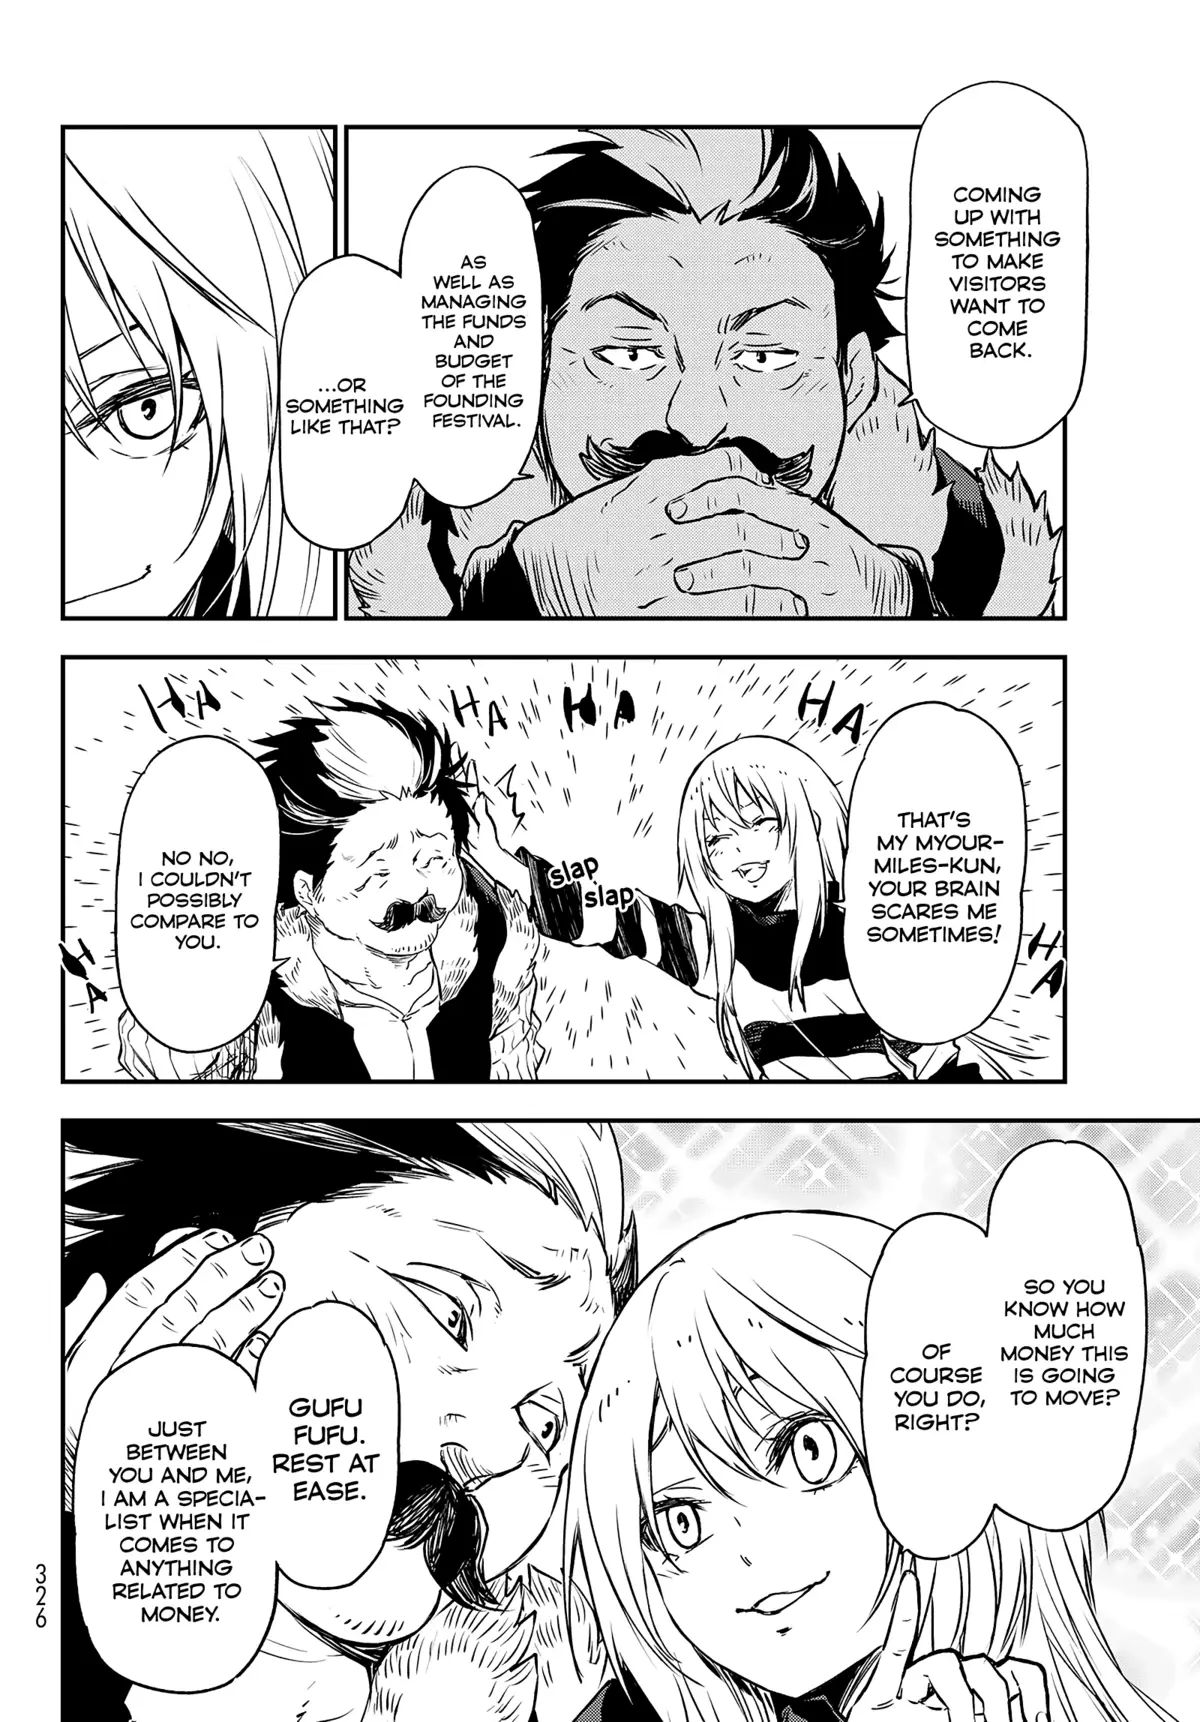 COMING
UP WITH
SOMETHING
TO MAKE
VISITORS
WANT TO
COME
BACK.
AS
WELL AS
MANAGING
THE FUNDS
AND
BUDGET
OF THE
FOUNDING
FESTIVAL.
...OR
SOMETHING
LIKE THAT?
HA
HA
HA
HA
THAT'S
MY MYOUR-
MILES-KUN,
YOUR BRAIN
SCARES ME
SOMETIMES!
slap
slap
NO NO,
I COULDN'T
POSSIBLY
COMPARE TO
YOU.
HA
HA
SO YOU
KNOW HOW
MUCH
MONEY THIS
IS GOING
TO MOVE?
OF
COURSE
YOU DO,
RIGHT?
GUFU
FUFU.
REST AT
EASE.
JUST
BETWEEN
YOU AND ME,
I AM A SPECIA-
LIST WHEN IT
COMES TO
ANYTHING
RELATED TO
MONEY.
326